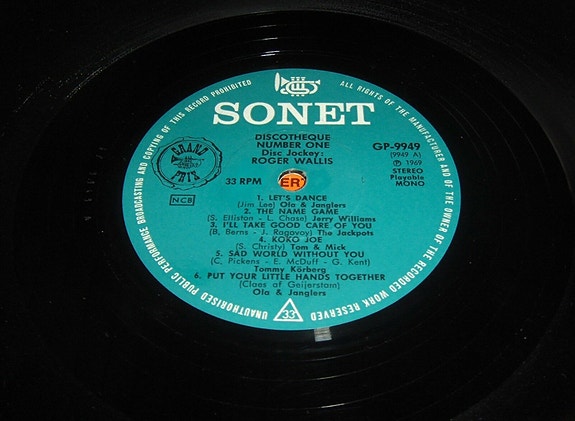 UNAUTHORISED PUBLIC PERFORMANCE BROADCASTING AND COPYING OF THIS RECORD PROHIBITED
ALL RIGHTS OF THE MANUFACTURER AND OF THE OWNER OF THE RECORDED WORK RESERVED
SONET
DISCOTHEQUE
NUMBER ONE
Disc Jockey:
ROGER WALLIS
GP-9949
(9949 A)
℗ 1969
STEREO
Playable
MONO
GRAND
PRIX
NCB
33 RPM
ER
1. LET'S DANCE
(Jim Lee) Ola & Janglers
2. THE NAME GAME
(S. Elliston - L. Chase) Jerry Williams
3. I'LL TAKE GOOD CARE OF YOU
(B. Berns - J. Ragovoy) The Jackpots
4. KOKO JOE
(S. Christy) Tom & Mick
5. SAD WORLD WITHOUT YOU
(C. Pickens - E. McDuff - G. Kent)
Tommy Körberg
6. PUT YOUR LITTLE HANDS TOGETHER
(Claes af Geijerstam)
Ola & Janglers
33